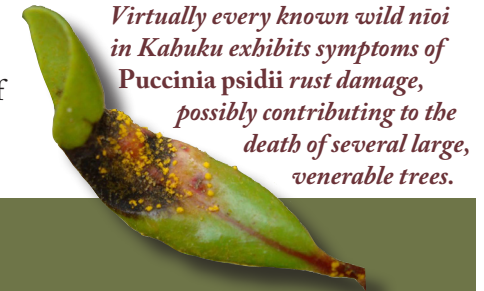 Virtually every known wild nīoi
in Kahuku exhibits symptoms of
f
Puccinia psidii rust damage,
possibly contributing to the
death of several large,
venerable trees.